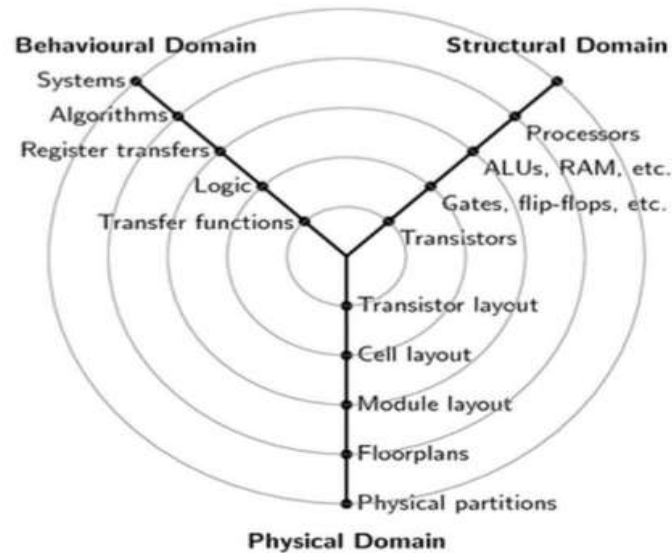 Behavioural Domain
Structural Domain
Systems
Algorithms
Register transfers
Logic
Transfer functions
Processors
ALUs, RAM, etc.
Gates, flip-flops, etc.
Transistors
Transistor layout
Cell layout
Module layout
Floorplans
Physical partitions
Physical Domain